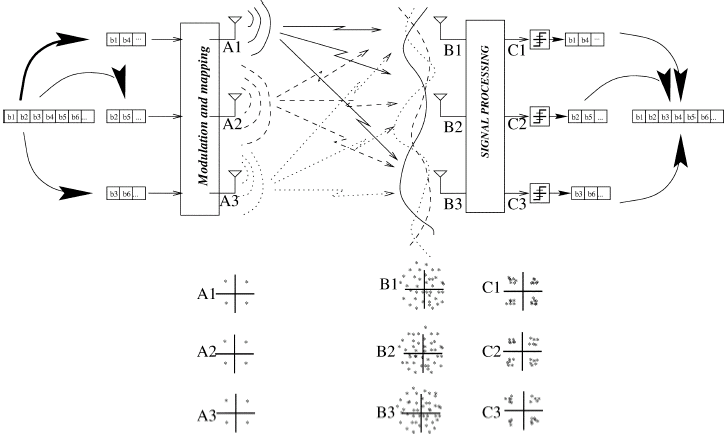 b1 b4 ...
A1
B1
C1
b1 b4 ...
b1 b2 b3 b4 b5 b6...
b2 b5 ...
Modulation and mapping
A2
B2
SIGNAL PROCESSING
C2
b2 b5 ...
b1 b2 b3 b4 b5 b6...
b3 b6 ...
A3
B3
C3
b3 b6 ...
A1 B1 C1
A2 B2 C2
A3 B3 C3